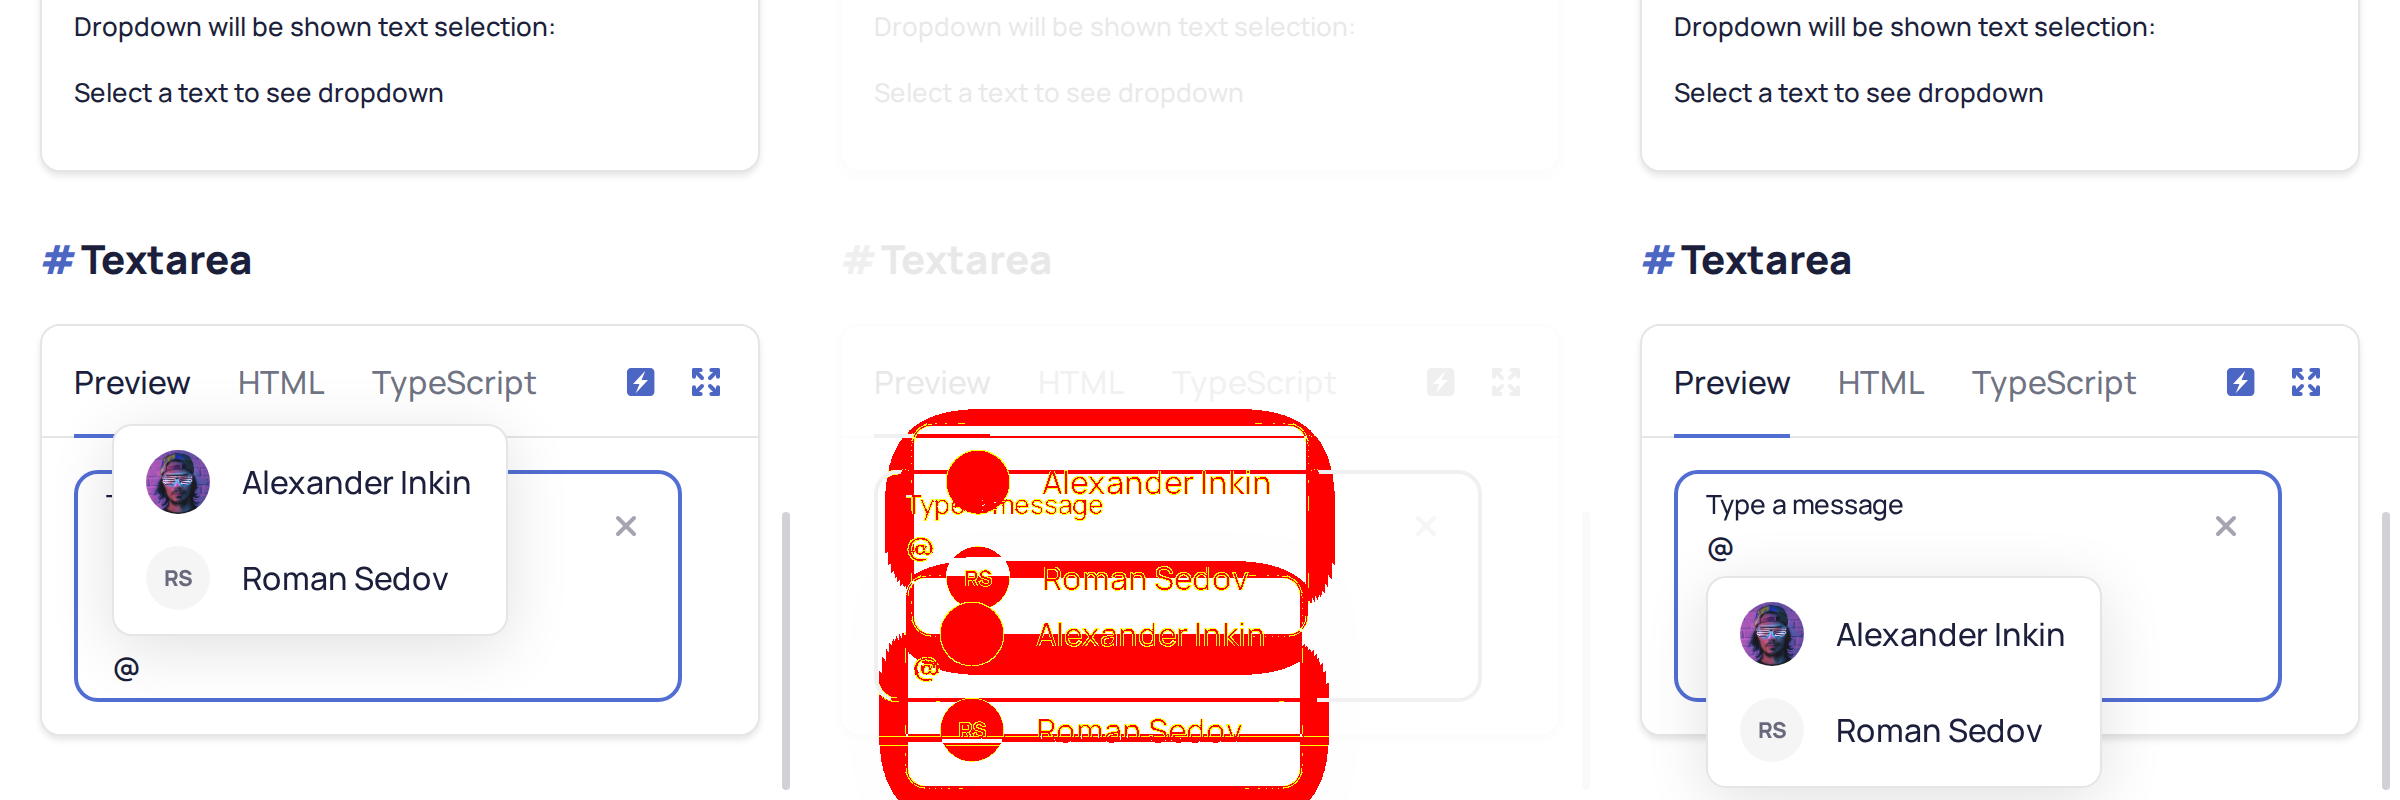 Dropdown will be shown text selection:
Select a text to see dropdown
# Textarea
Preview HTML TypeScript
Alexander Inkin
RS Roman Sedov
@
Dropdown will be shown text selection:
Select a text to see dropdown
# Textarea
Preview HTML TypeScript
Alexander Inkin
Type a message
@
RS Roman Sedov
Alexander Inkin
@
RS Roman Sedov
Dropdown will be shown text selection:
Select a text to see dropdown
# Textarea
Preview HTML TypeScript
Type a message
@
Alexander Inkin
RS Roman Sedov